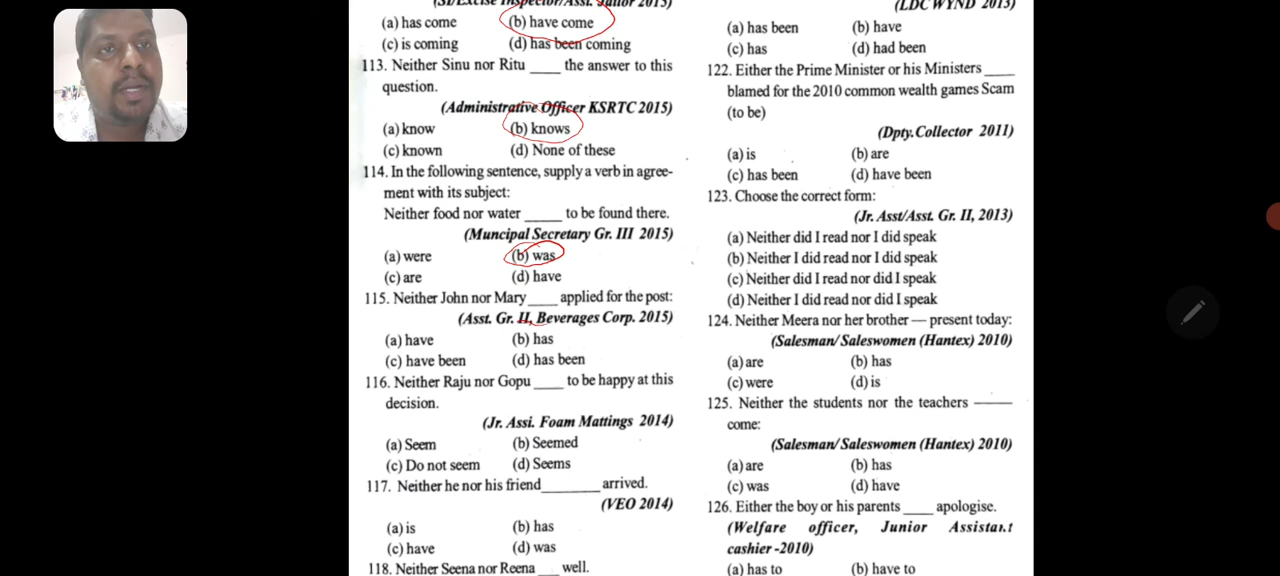 (SI/Excise Inspector/Asst. Jailor 2015)
(a) has come (b) have come
(c) is coming (d) has been coming
113. Neither Sinu nor Ritu ____ the answer to this
question.
(Administrative Officer KSRTC 2015)
(a) know (b) knows
(c) known (d) None of these
114. In the following sentence, supply a verb in agree-
ment with its subject:
Neither food nor water _____ to be found there.
(Muncipal Secretary Gr. III 2015)
(a) were (b) was
(c) are (d) have
115. Neither John nor Mary ____ applied for the post:
(Asst. Gr. II, Beverages Corp. 2015)
(a) have (b) has
(c) have been (d) has been
116. Neither Raju nor Gopu ____ to be happy at this
decision.
(Jr. Assi. Foam Mattings 2014)
(a) Seem (b) Seemed
(c) Do not seem (d) Seems
117. Neither he nor his friend________ arrived.
(VEO 2014)
(a) is (b) has
(c) have (d) was
118. Neither Seena nor Reena ___ well.
(LDC WYND 2013)
(a) has been (b) have
(c) has (d) had been
122. Either the Prime Minister or his Ministers ____
blamed for the 2010 common wealth games Scam
(to be)
(Dpty.Collector 2011)
(a) is (b) are
(c) has been (d) have been
123. Choose the correct form:
(Jr. Asst/Asst. Gr. II, 2013)
(a) Neither did I read nor I did speak
(b) Neither I did read nor I did speak
(c) Neither did I read nor did I speak
(d) Neither I did read nor did I speak
124. Neither Meera nor her brother — present today:
(Salesman/Saleswomen (Hantex) 2010)
(a) are (b) has
(c) were (d) is
125. Neither the students nor the teachers ——
come:
(Salesman/Saleswomen (Hantex) 2010)
(a) are (b) has
(c) was (d) have
126. Either the boy or his parents ____ apologise.
(Welfare officer, Junior Assistant
cashier -2010)
(a) has to (b) have to